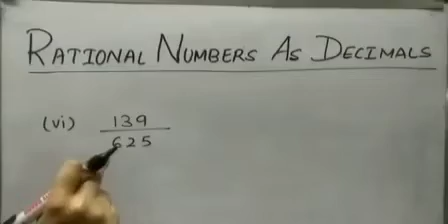 RATIONAL NUMBERS AS DECIMALS
(vi) 139
625